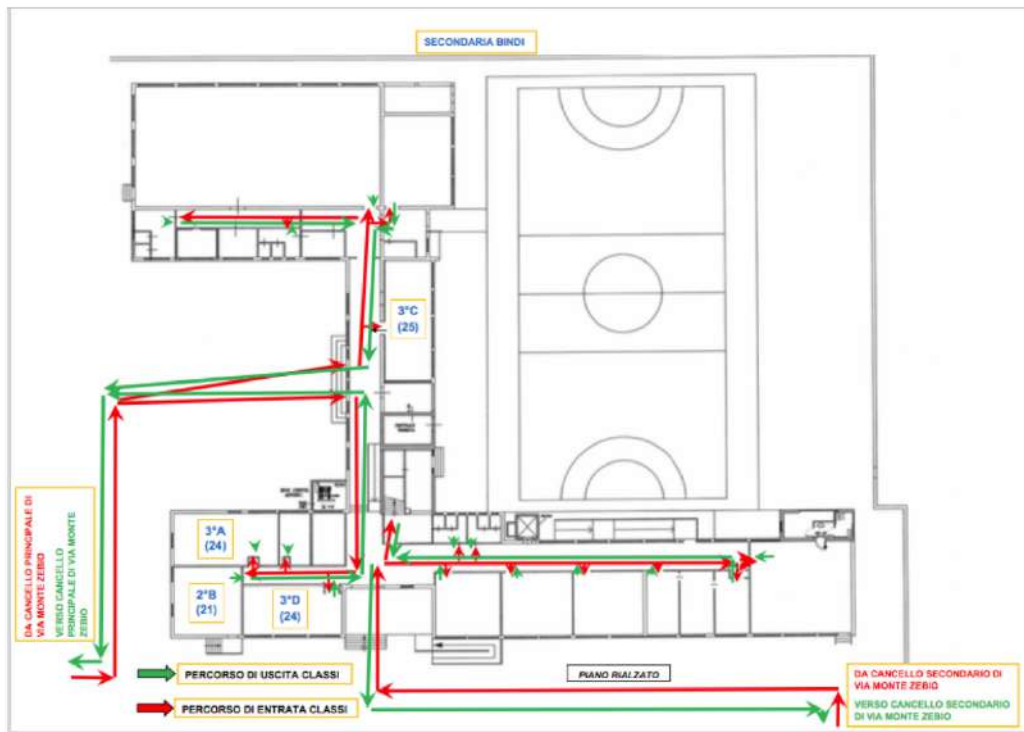 SECONDARIA BINDI
3°C
(25)
3°A
(24)
2°B
(21)
3°D
(24)
DA CANCELLO PRINCIPALE DI
VIA MONTE ZEBIO
VERSO CANCELLO
PRINCIPALE DI VIA MONTE
ZEBIO
PERCORSO DI USCITA CLASSI
PERCORSO DI ENTRATA CLASSI
PIANO RIALZATO
DA CANCELLO SECONDARIO DI
VIA MONTE ZEBIO
VERSO CANCELLO SECONDARIO
DI VIA MONTE ZEBIO